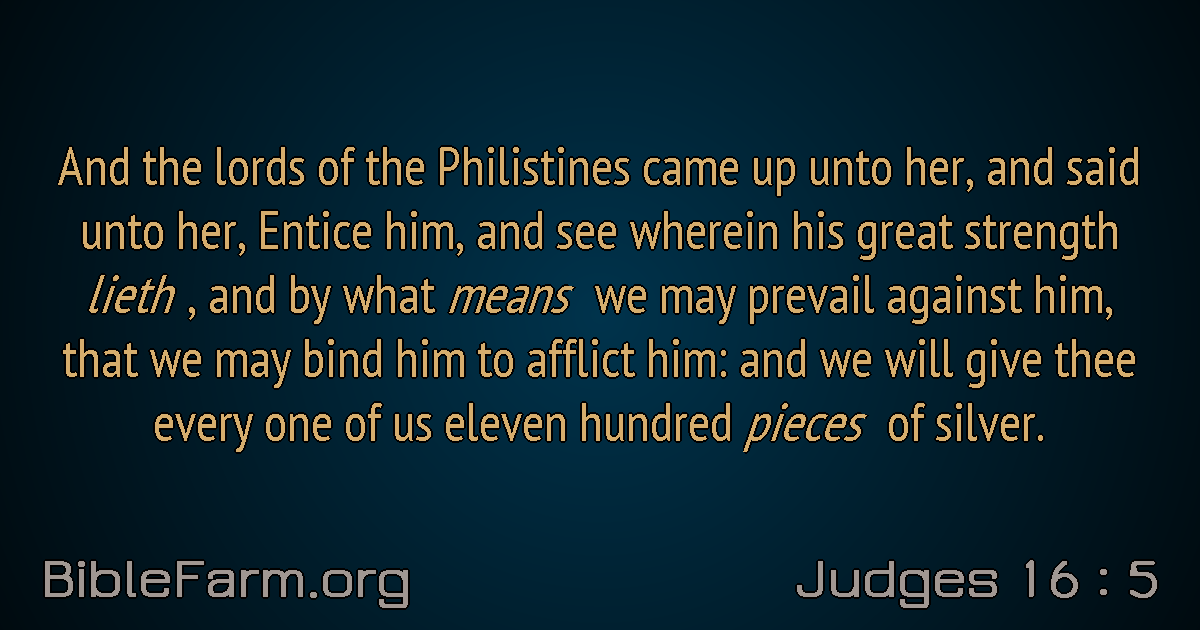 And the lords of the Philistines came up unto her, and said
unto her, Entice him, and see wherein his great strength
lieth , and by what means we may prevail against him,
that we may bind him to afflict him: and we will give thee
every one of us eleven hundred pieces of silver.
BibleFarm.org
Judges 16 : 5